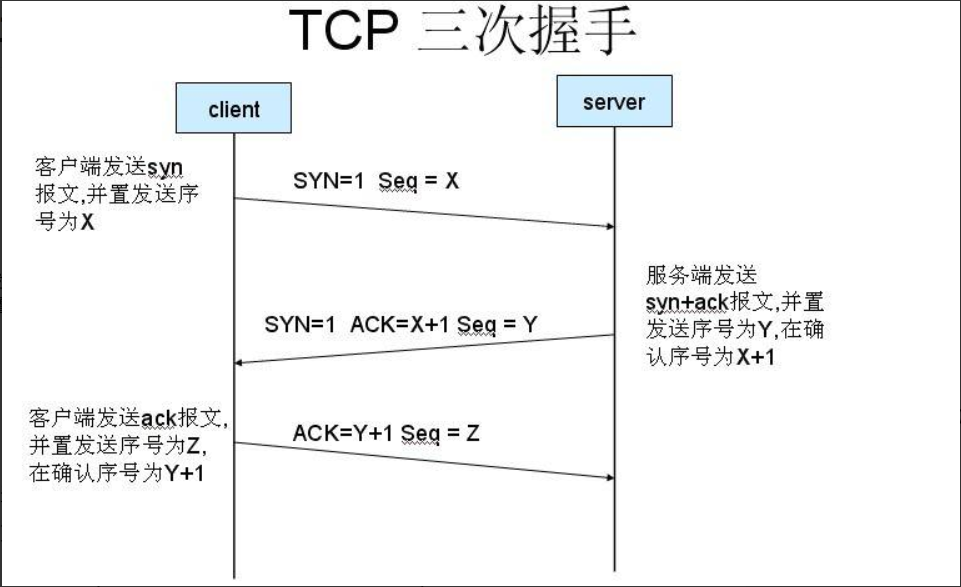 TCP 三次握手
client
server
客户端发送syn
报文,并置发送序
号为X
SYN=1 Seq = X
服务端发送
syn+ack报文,并置
发送序号为Y,在确
认序号为X+1
SYN=1 ACK=X+1 Seq = Y
客户端发送ack报文,
并置发送序号为Z,
在确认序号为Y+1
ACK=Y+1 Seq = Z